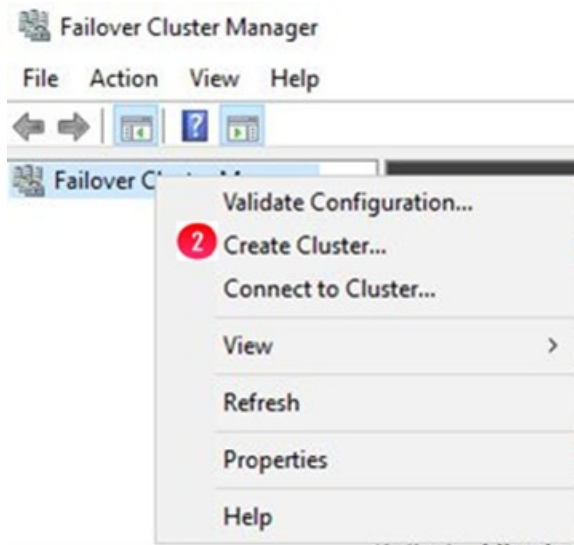 Failover Cluster Manager
File Action View Help
Failover
Validate Configuration...
2 Create Cluster...
Connect to Cluster...
View >
Refresh
Properties
Help